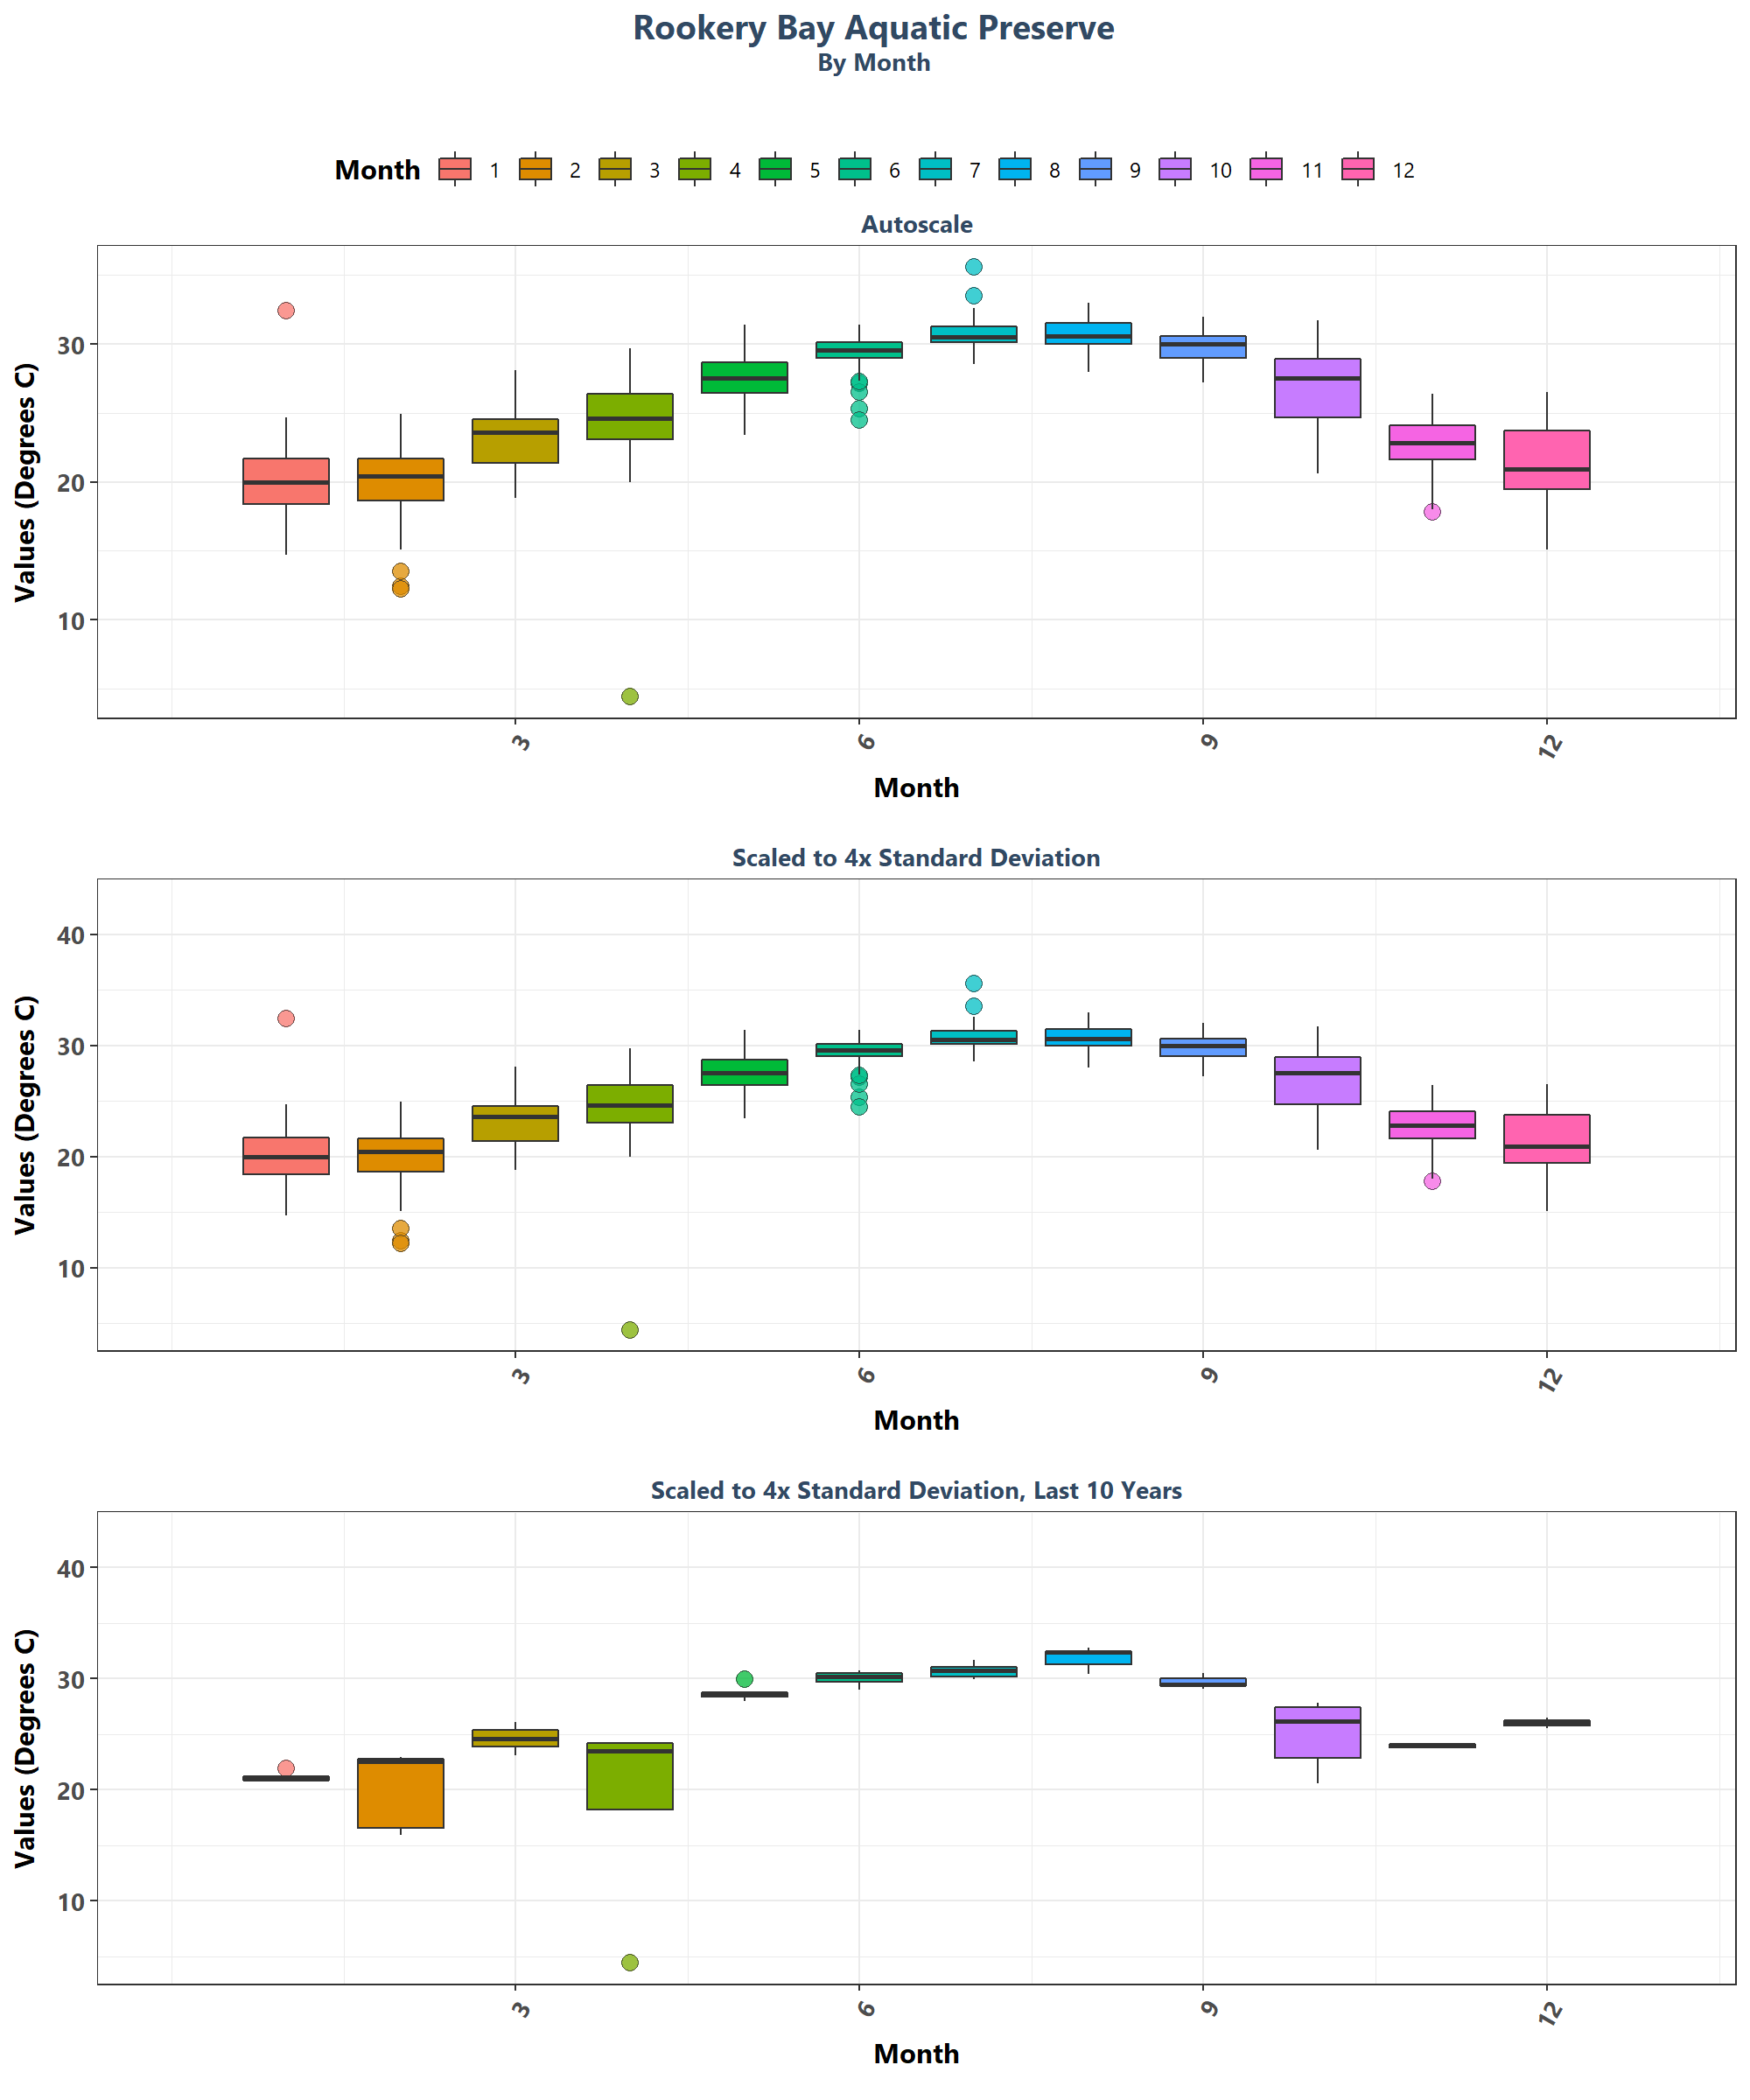 Rookery Bay Aquatic Preserve
By Month
Month 1 2 3 4 5 6 7 8 9 10 11 12
Autoscale
Values (Degrees C)
30
20
10
3 6 9 12
Month
Scaled to 4x Standard Deviation
Values (Degrees C)
40
30
20
10
3 6 9 12
Month
Scaled to 4x Standard Deviation, Last 10 Years
Values (Degrees C)
40
30
20
10
3 6 9 12
Month